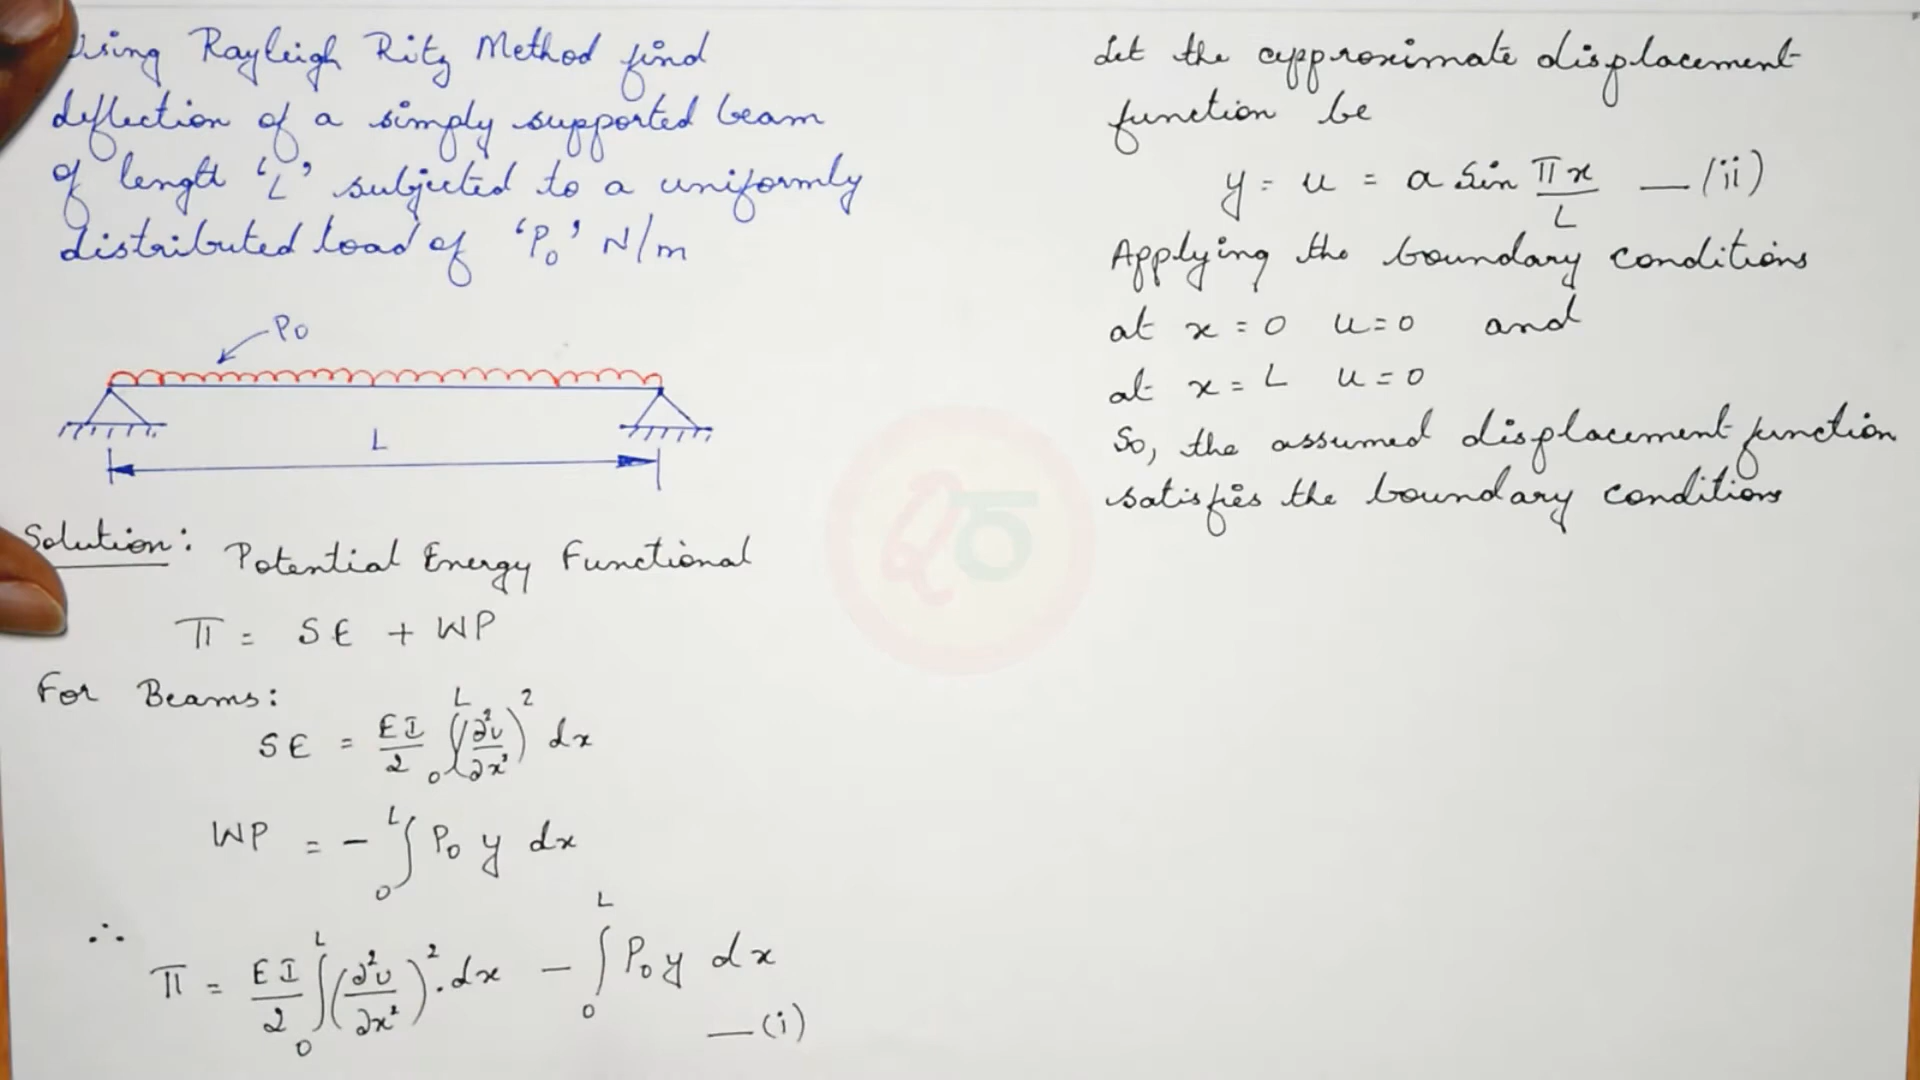 Using Rayleigh Ritz Method find
deflection of a simply supported beam
of length 'L' subjected to a uniformly
distributed load of 'P₀' N/m
P₀
L
Solution: Potential Energy Functional
Π = SE + WP
For Beams:
SE = EI/2 ∫₀ᴸ (∂²u/∂x²)² dx
WP = - ∫₀ᴸ P₀ y dx
∴ Π = EI/2 ∫₀ᴸ (∂²u/∂x²)² . dx - ∫₀ᴸ P₀ y dx
— (i)
Let the approximate displacement
function be
y = u = a Sin Πx/L — (ii)
Applying the boundary conditions
at x = 0 u = 0 and
at x = L u = 0
So, the assumed displacement function
satisfies the boundary conditions